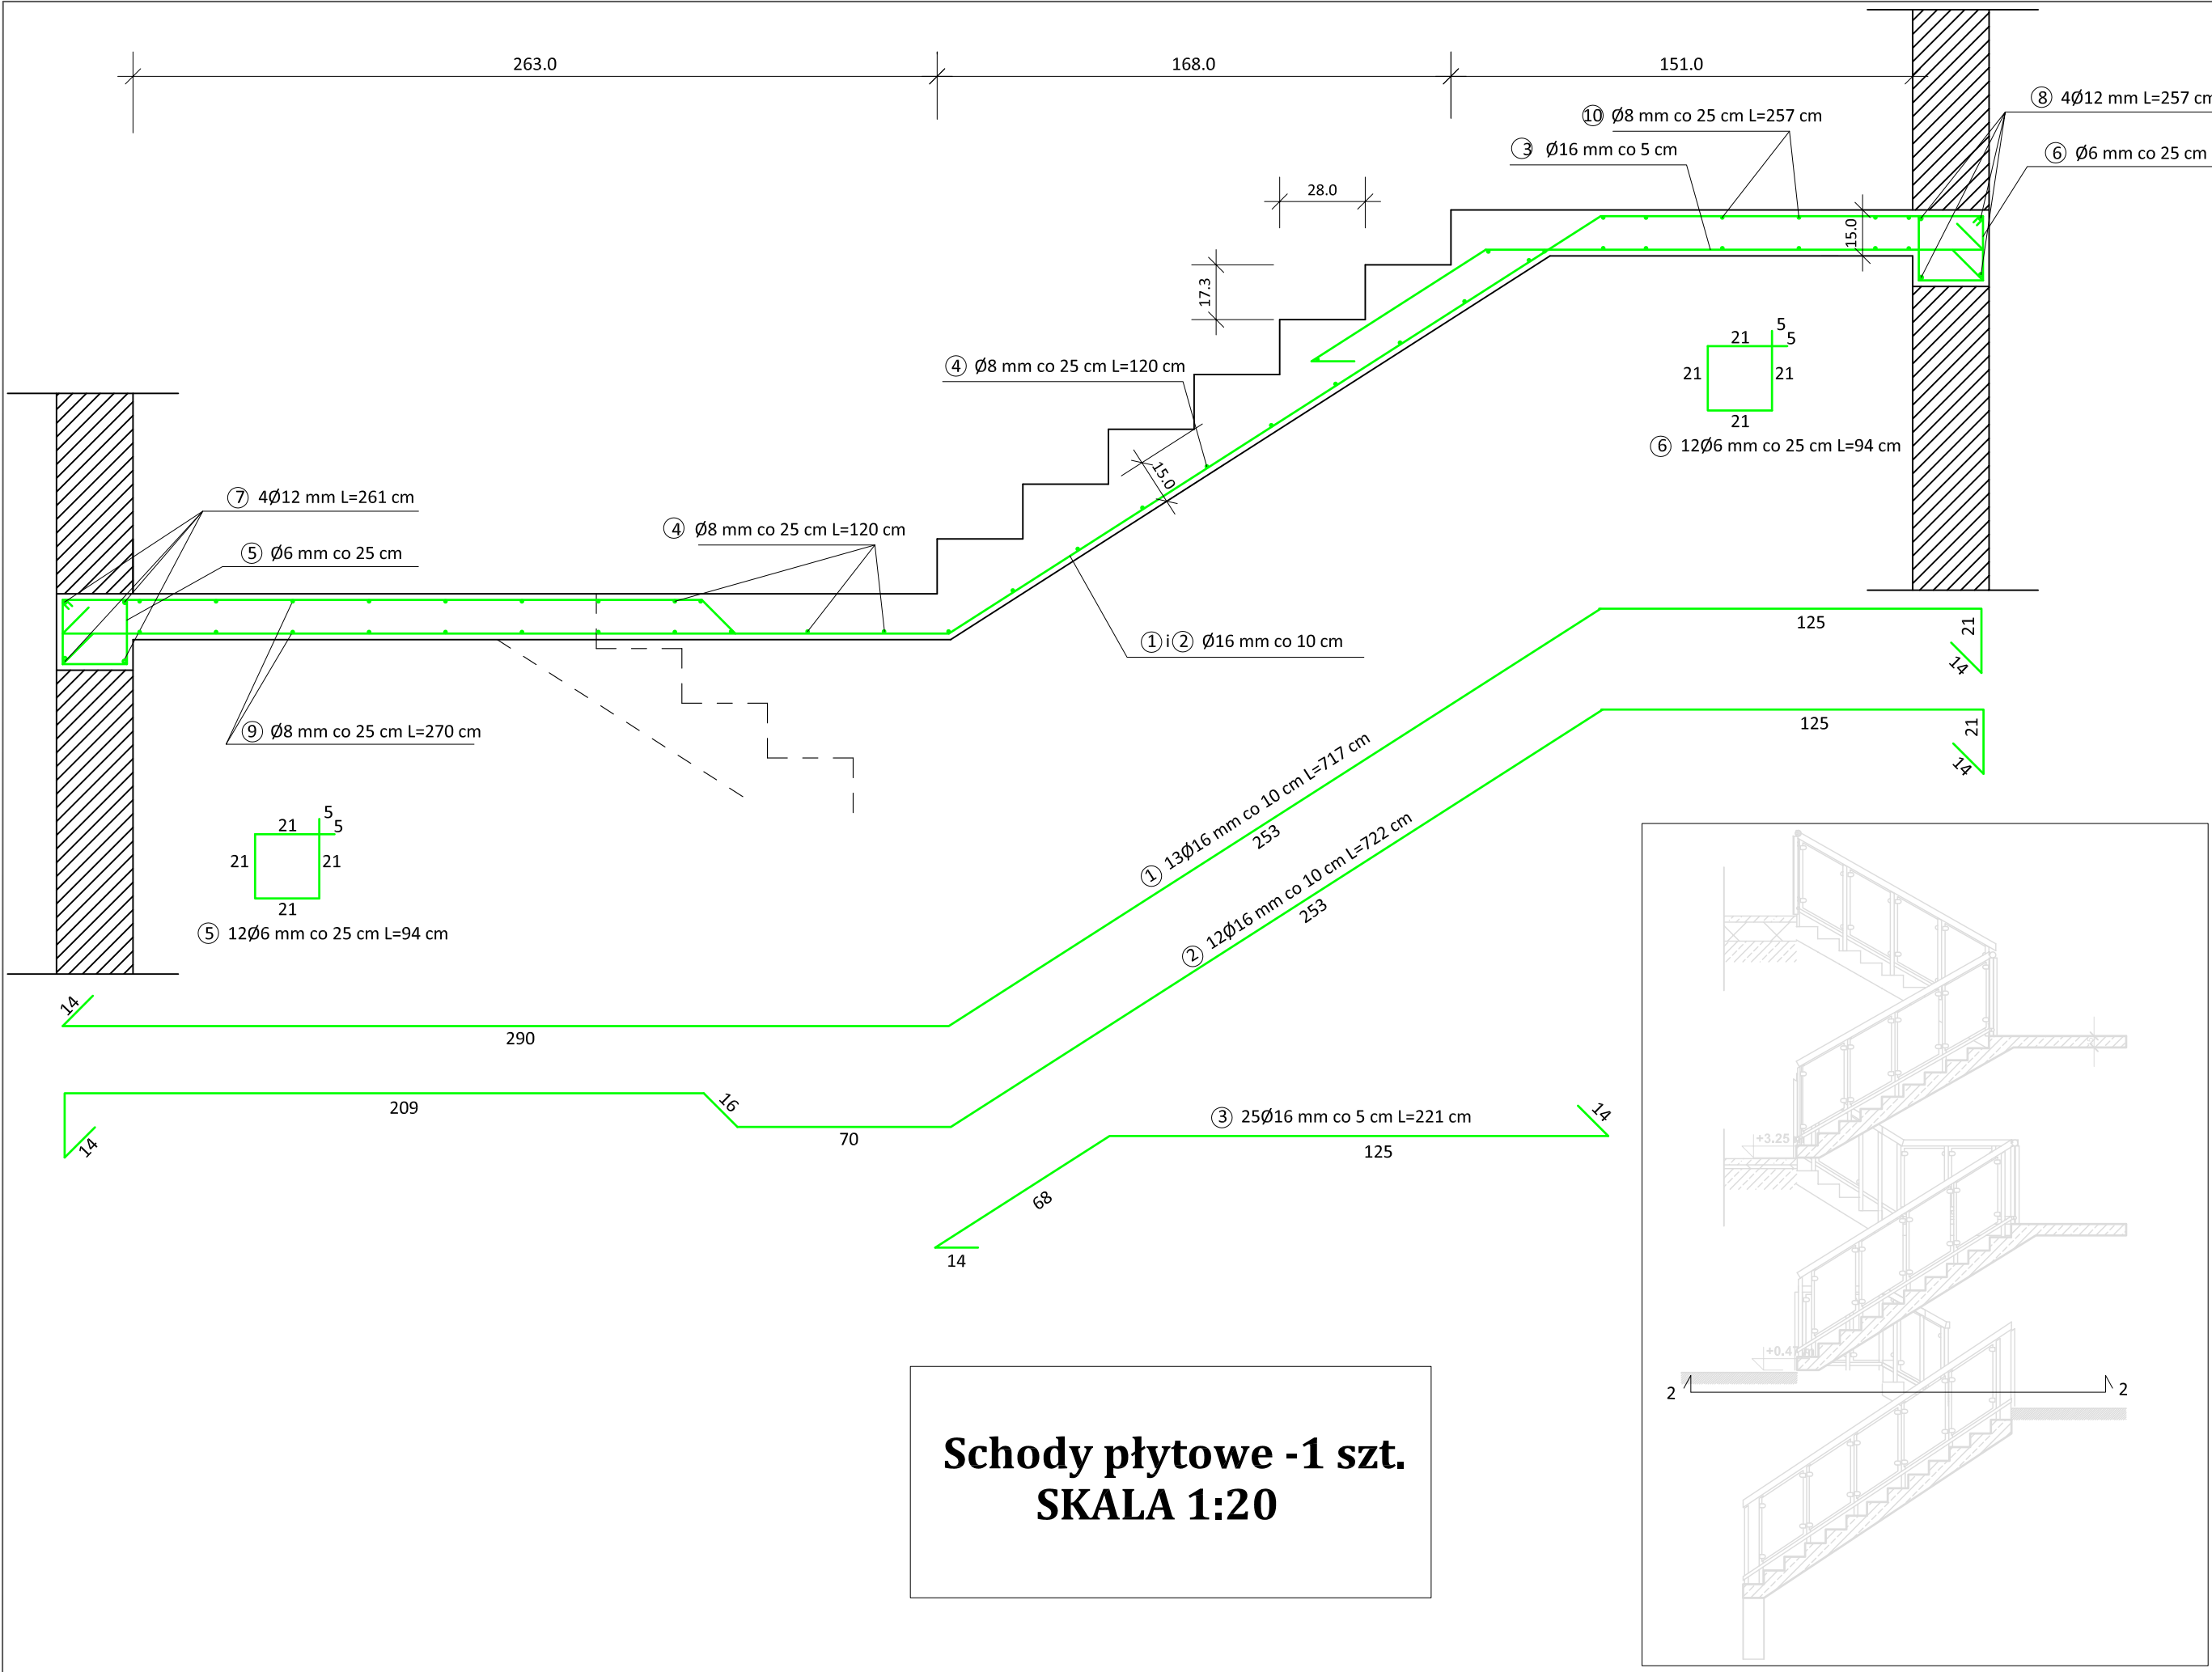 263.0
168.0
151.0
⑧ 4Ø12 mm L=257 cm
⑩ Ø8 mm co 25 cm L=257 cm
③ Ø16 mm co 5 cm
⑥ Ø6 mm co 25 cm
28.0
15.0
17.3
④ Ø8 mm co 25 cm L=120 cm
21
5
5
21
21
21
⑥ 12Ø6 mm co 25 cm L=94 cm
15.0
⑦ 4Ø12 mm L=261 cm
④ Ø8 mm co 25 cm L=120 cm
⑤ Ø6 mm co 25 cm
①i② Ø16 mm co 10 cm
⑨ Ø8 mm co 25 cm L=270 cm
125
21
14
125
21
14
① 13Ø16 mm co 10 cm L=717 cm
253
② 12Ø16 mm co 10 cm L=722 cm
253
21
5
5
21
21
21
⑤ 12Ø6 mm co 25 cm L=94 cm
14
290
209
16
14
70
③ 25Ø16 mm co 5 cm L=221 cm
14
125
68
14
+3.25
+0.47
2
2
Schody płytowe -1 szt.
SKALA 1:20